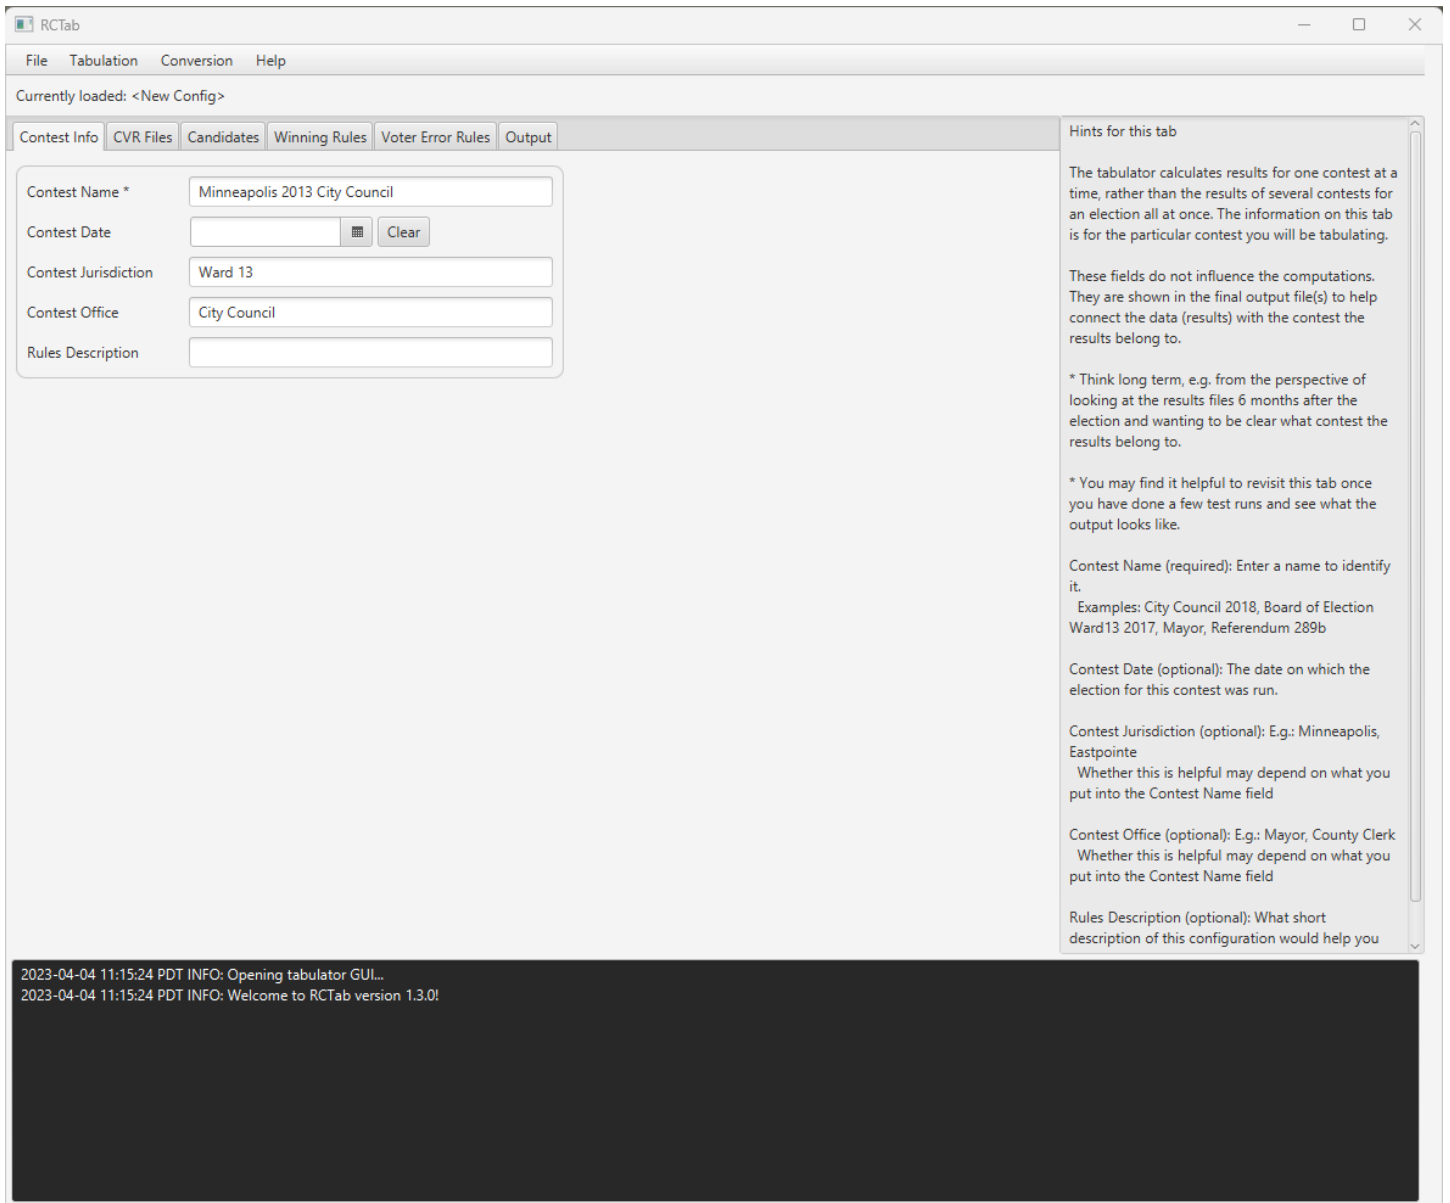 RCTab
File Tabulation Conversion Help
Currently loaded: <New Config>
Contest Info CVR Files Candidates Winning Rules Voter Error Rules Output
Contest Name * Minneapolis 2013 City Council
Contest Date Clear
Contest Jurisdiction Ward 13
Contest Office City Council
Rules Description
Hints for this tab
The tabulator calculates results for one contest at a
time, rather than the results of several contests for
an election all at once. The information on this tab
is for the particular contest you will be tabulating.
These fields do not influence the computations.
They are shown in the final output file(s) to help
connect the data (results) with the contest the
results belong to.
* Think long term, e.g. from the perspective of
looking at the results files 6 months after the
election and wanting to be clear what contest the
results belong to.
* You may find it helpful to revisit this tab once
you have done a few test runs and see what the
output looks like.
Contest Name (required): Enter a name to identify
it.
Examples: City Council 2018, Board of Election
Ward13 2017, Mayor, Referendum 289b
Contest Date (optional): The date on which the
election for this contest was run.
Contest Jurisdiction (optional): E.g.: Minneapolis,
Eastpointe
Whether this is helpful may depend on what you
put into the Contest Name field
Contest Office (optional): E.g.: Mayor, County Clerk
Whether this is helpful may depend on what you
put into the Contest Name field
Rules Description (optional): What short
description of this configuration would help you
2023-04-04 11:15:24 PDT INFO: Opening tabulator GUI...
2023-04-04 11:15:24 PDT INFO: Welcome to RCTab version 1.3.0!